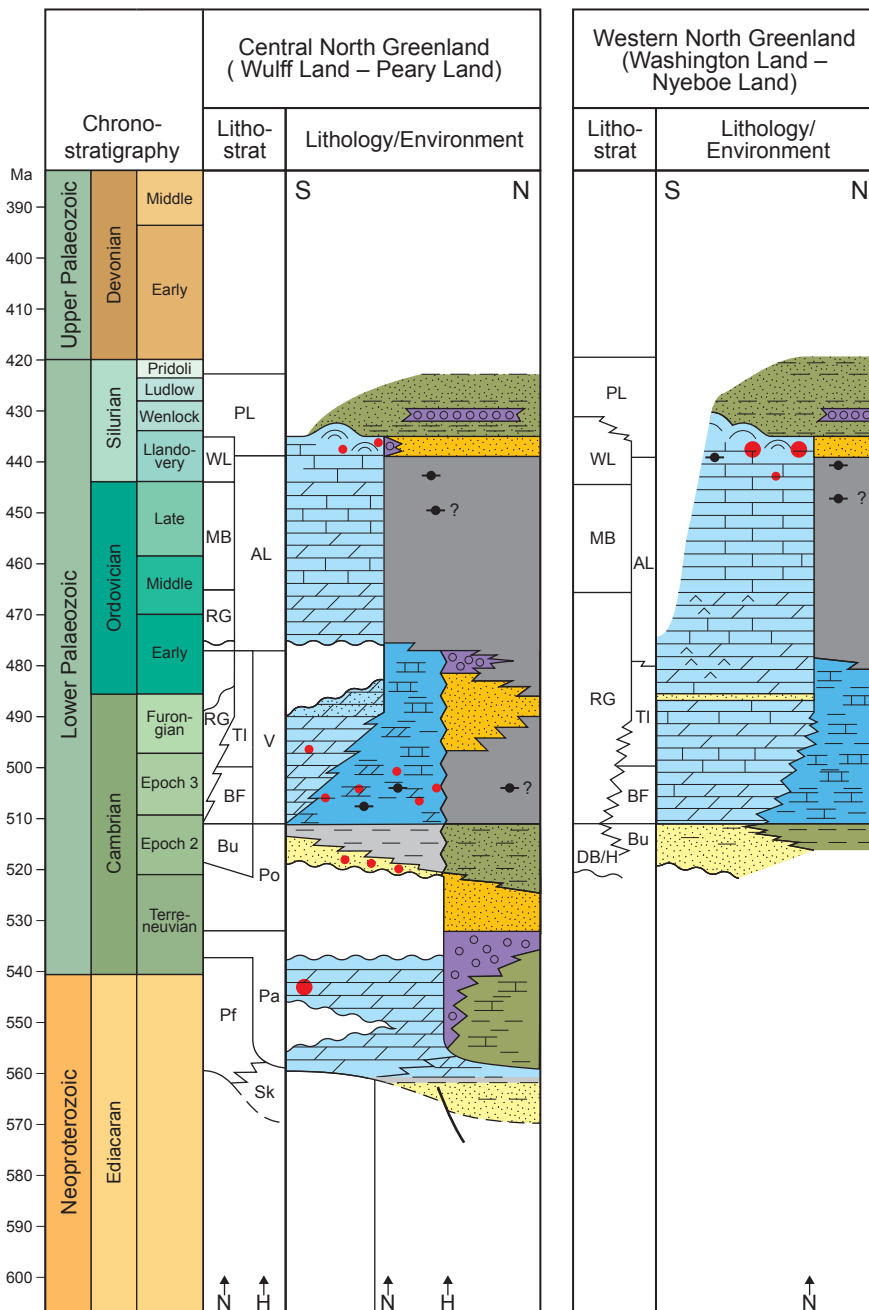 Central North Greenland
( Wulff Land – Peary Land)
Western North Greenland
(Washington Land –
Nyeboe Land)
Chrono-
stratigraphy
Litho-
strat
Lithology/Environment
Litho-
strat
Lithology/
Environment
Ma
S
N
S
N
390
400
410
420
430
440
450
460
470
480
490
500
510
520
530
540
550
560
570
580
590
600
Upper Palaeozoic
Lower Palaeozoic
Neoproterozoic
Devonian
Silurian
Ordovician
Cambrian
Ediacaran
Middle
Early
Pridoli
Ludlow
Wenlock
Llando-
very
Late
Middle
Early
Furon-
gian
Epoch 3
Epoch 2
Terre-
neuvian
PL
WL
MB
AL
RG
RG
TI
V
BF
Bu
Po
Pa
Pf
Sk
?
?
N
H
N
H
PL
WL
MB
AL
RG
TI
BF
Bu
DB/H
?
N